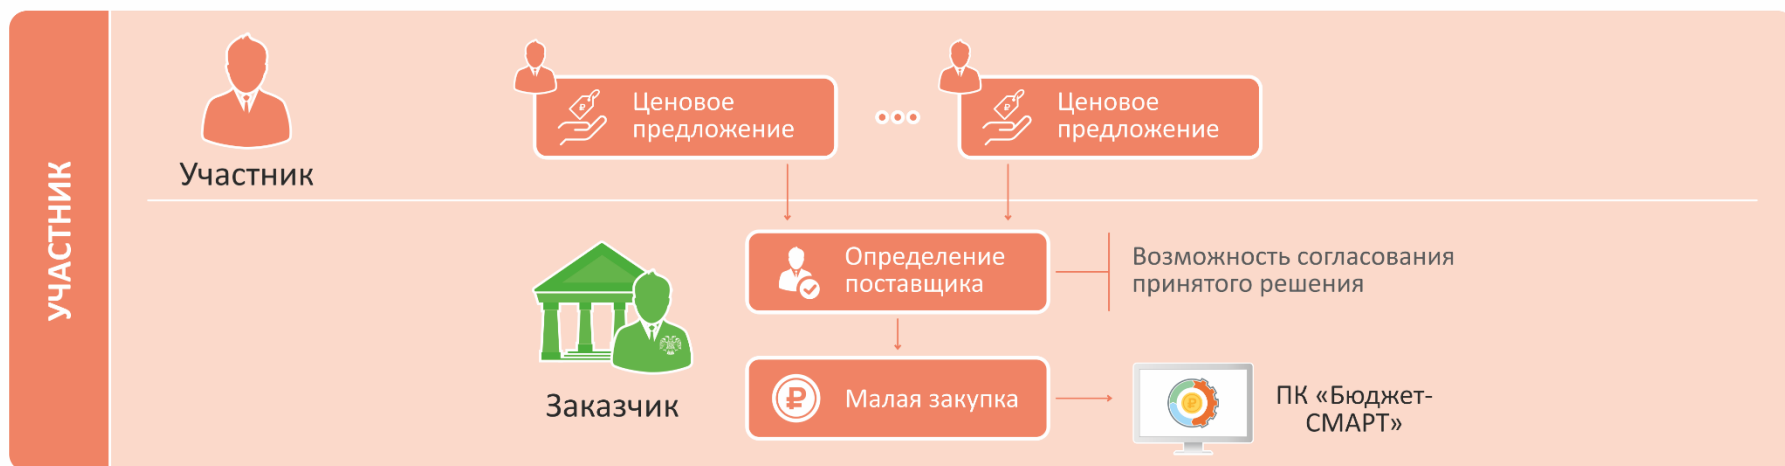 УЧАСТНИК
Участник
Ценовое
предложение
Ценовое
предложение
Заказчик
Определение
поставщика
Возможность согласования
принятого решения
Малая закупка
ПК «Бюджет-
СМАРТ»